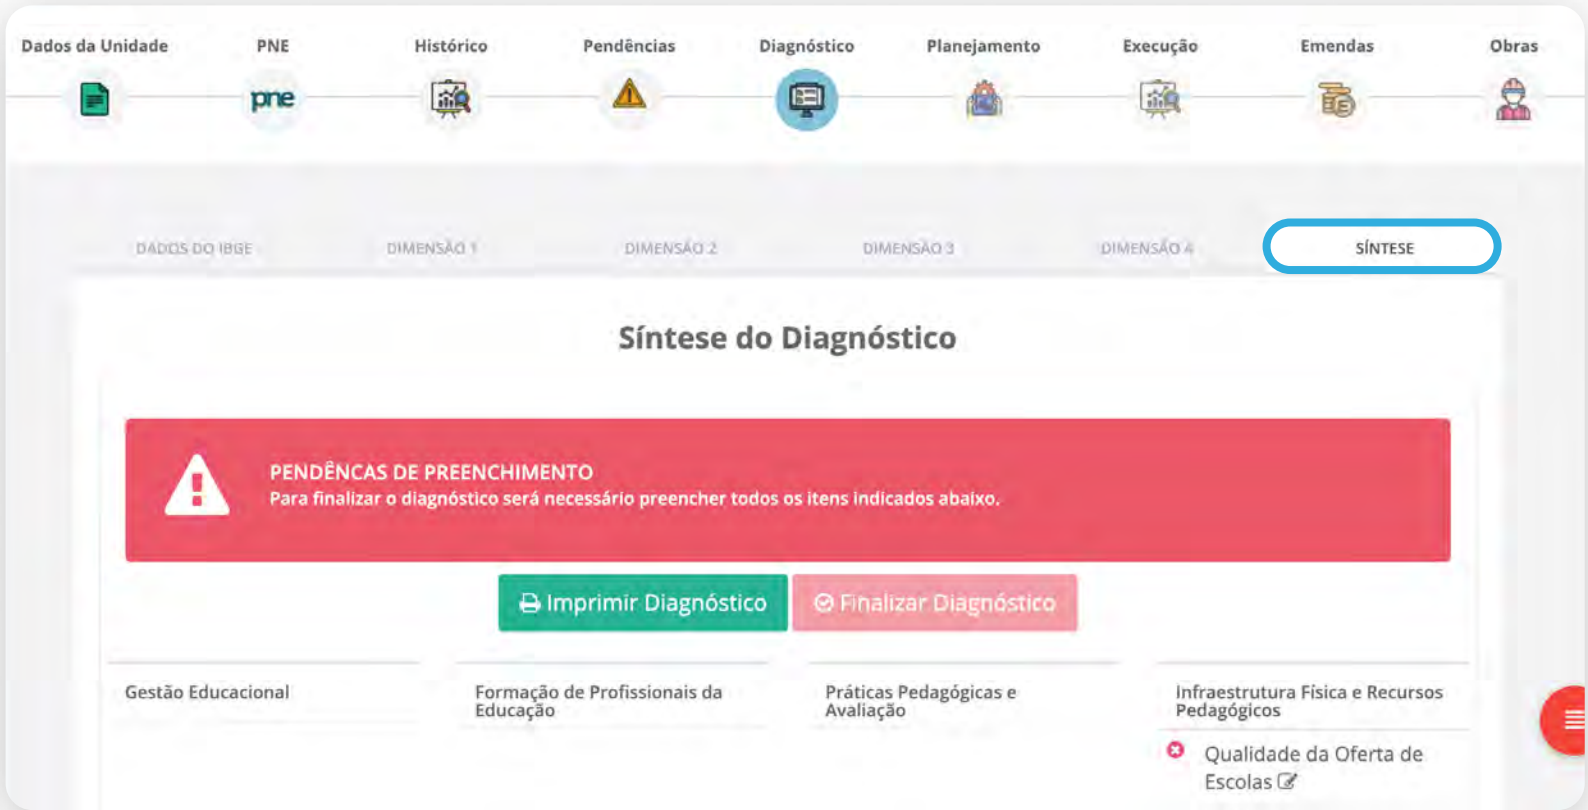 Dados da Unidade
PNE
Histórico
Pendências
Diagnóstico
Planejamento
Execução
Emendas
Obras
pne
DADOS DO IBGE
DIMENSÃO 1
DIMENSÃO 2
DIMENSÃO 3
DIMENSÃO 4
SÍNTESE
Síntese do Diagnóstico
PENDÊNCAS DE PREENCHIMENTO
Para finalizar o diagnóstico será necessário preencher todos os itens indicados abaixo.
Imprimir Diagnóstico
Finalizar Diagnóstico
Gestão Educacional
Formação de Profissionais da
Educação
Práticas Pedagógicas e
Avaliação
Infraestrutura Física e Recursos
Pedagógicos
Qualidade da Oferta de
Escolas